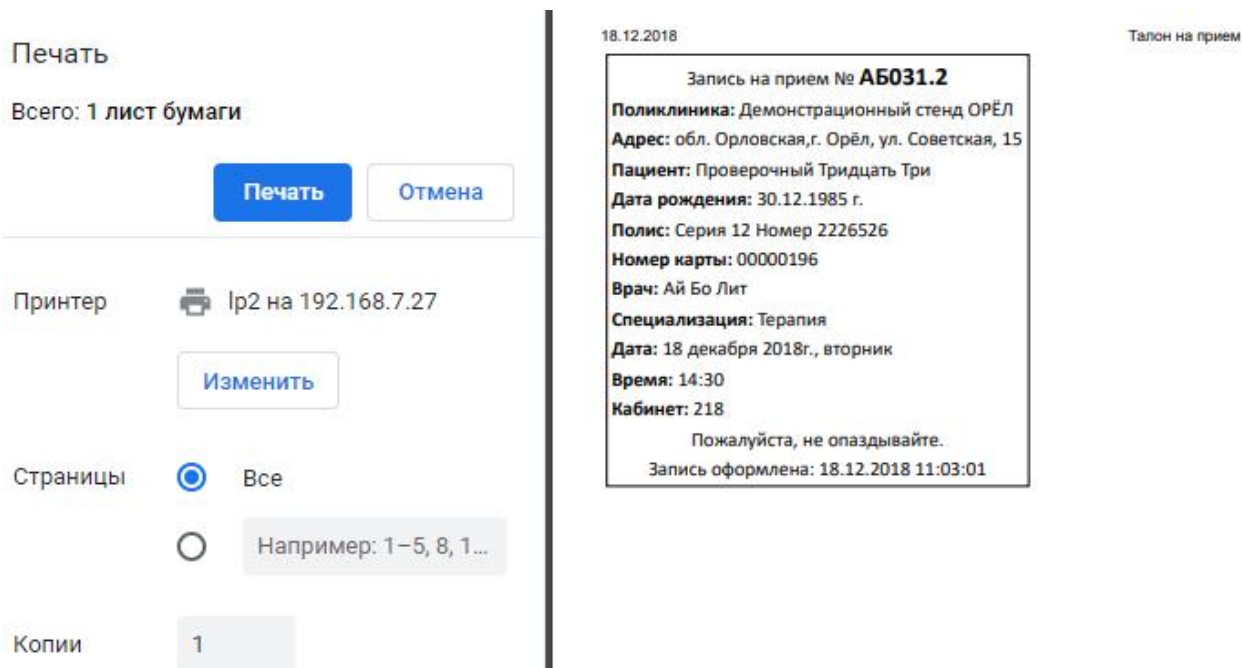 Печать
Всего: 1 лист бумаги
Печать
Отмена
Принтер
lp2 на 192.168.7.27
Изменить
Страницы
Все
Например: 1–5, 8, 1...
Копии
1
18.12.2018
Талон на прием
Запись на прием № АБ031.2
Поликлиника: Демонстрационный стенд ОРЁЛ
Адрес: обл. Орловская,г. Орёл, ул. Советская, 15
Пациент: Проверочный Тридцать Три
Дата рождения: 30.12.1985 г.
Полис: Серия 12 Номер 2226526
Номер карты: 00000196
Врач: Ай Бо Лит
Специализация: Терапия
Дата: 18 декабря 2018г., вторник
Время: 14:30
Кабинет: 218
Пожалуйста, не опаздывайте.
Запись оформлена: 18.12.2018 11:03:01